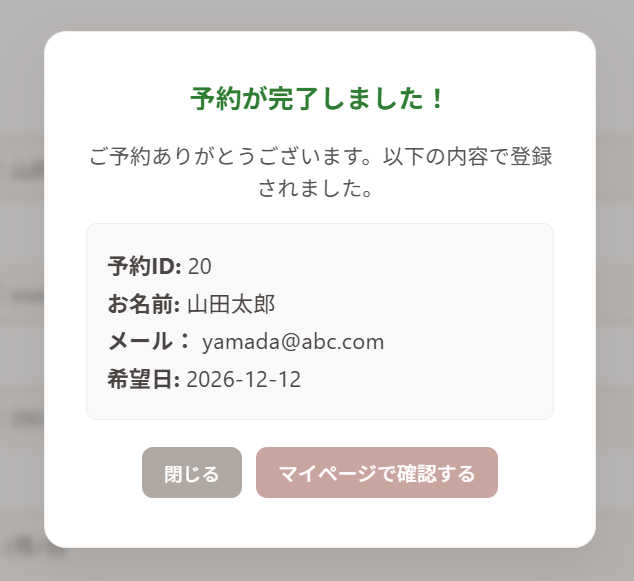 予約が完了しました！
ご予約ありがとうございます。以下の内容で登録
されました。
予約ID: 20
お名前: 山田太郎
メール： yamada@abc.com
希望日: 2026-12-12
閉じる
マイページで確認する